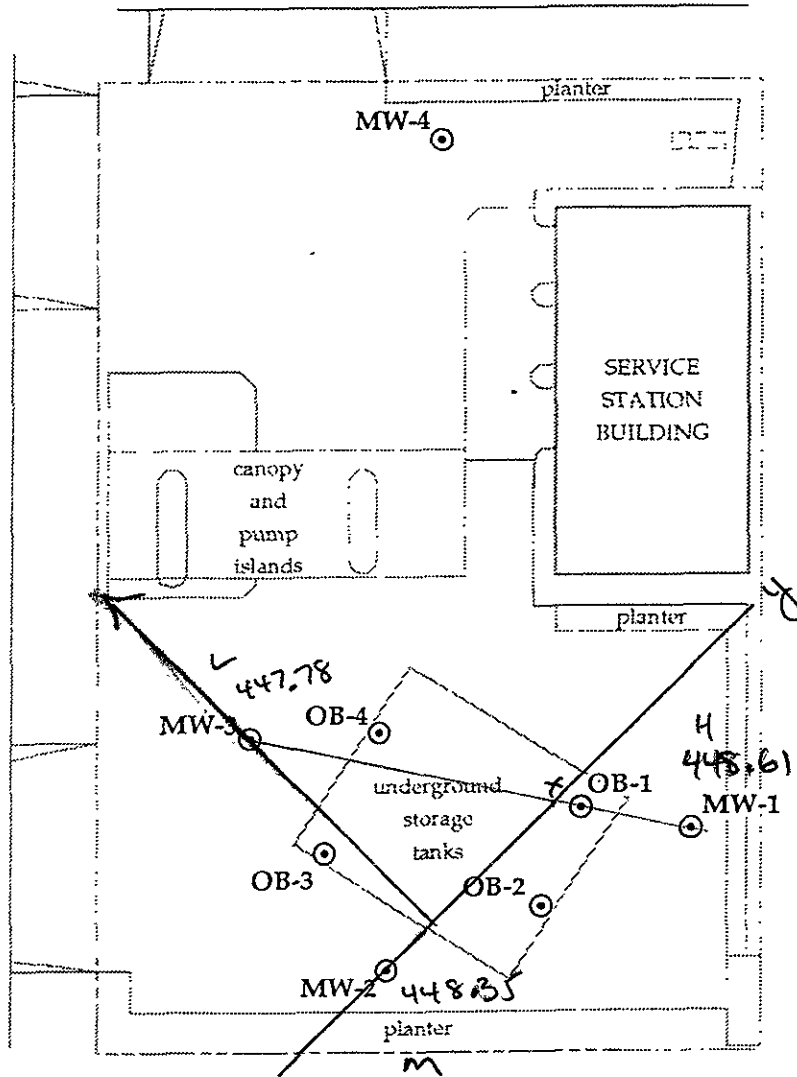 planter
MW-4
SERVICE
STATION
BUILDING
canopy
and
pump
islands
y
planter
L
447.78
MW-3
OB-4
H
448.61
x
OB-1
MW-1
underground
storage
tanks
OB-3
OB-2
MW-2
448.35
planter
m